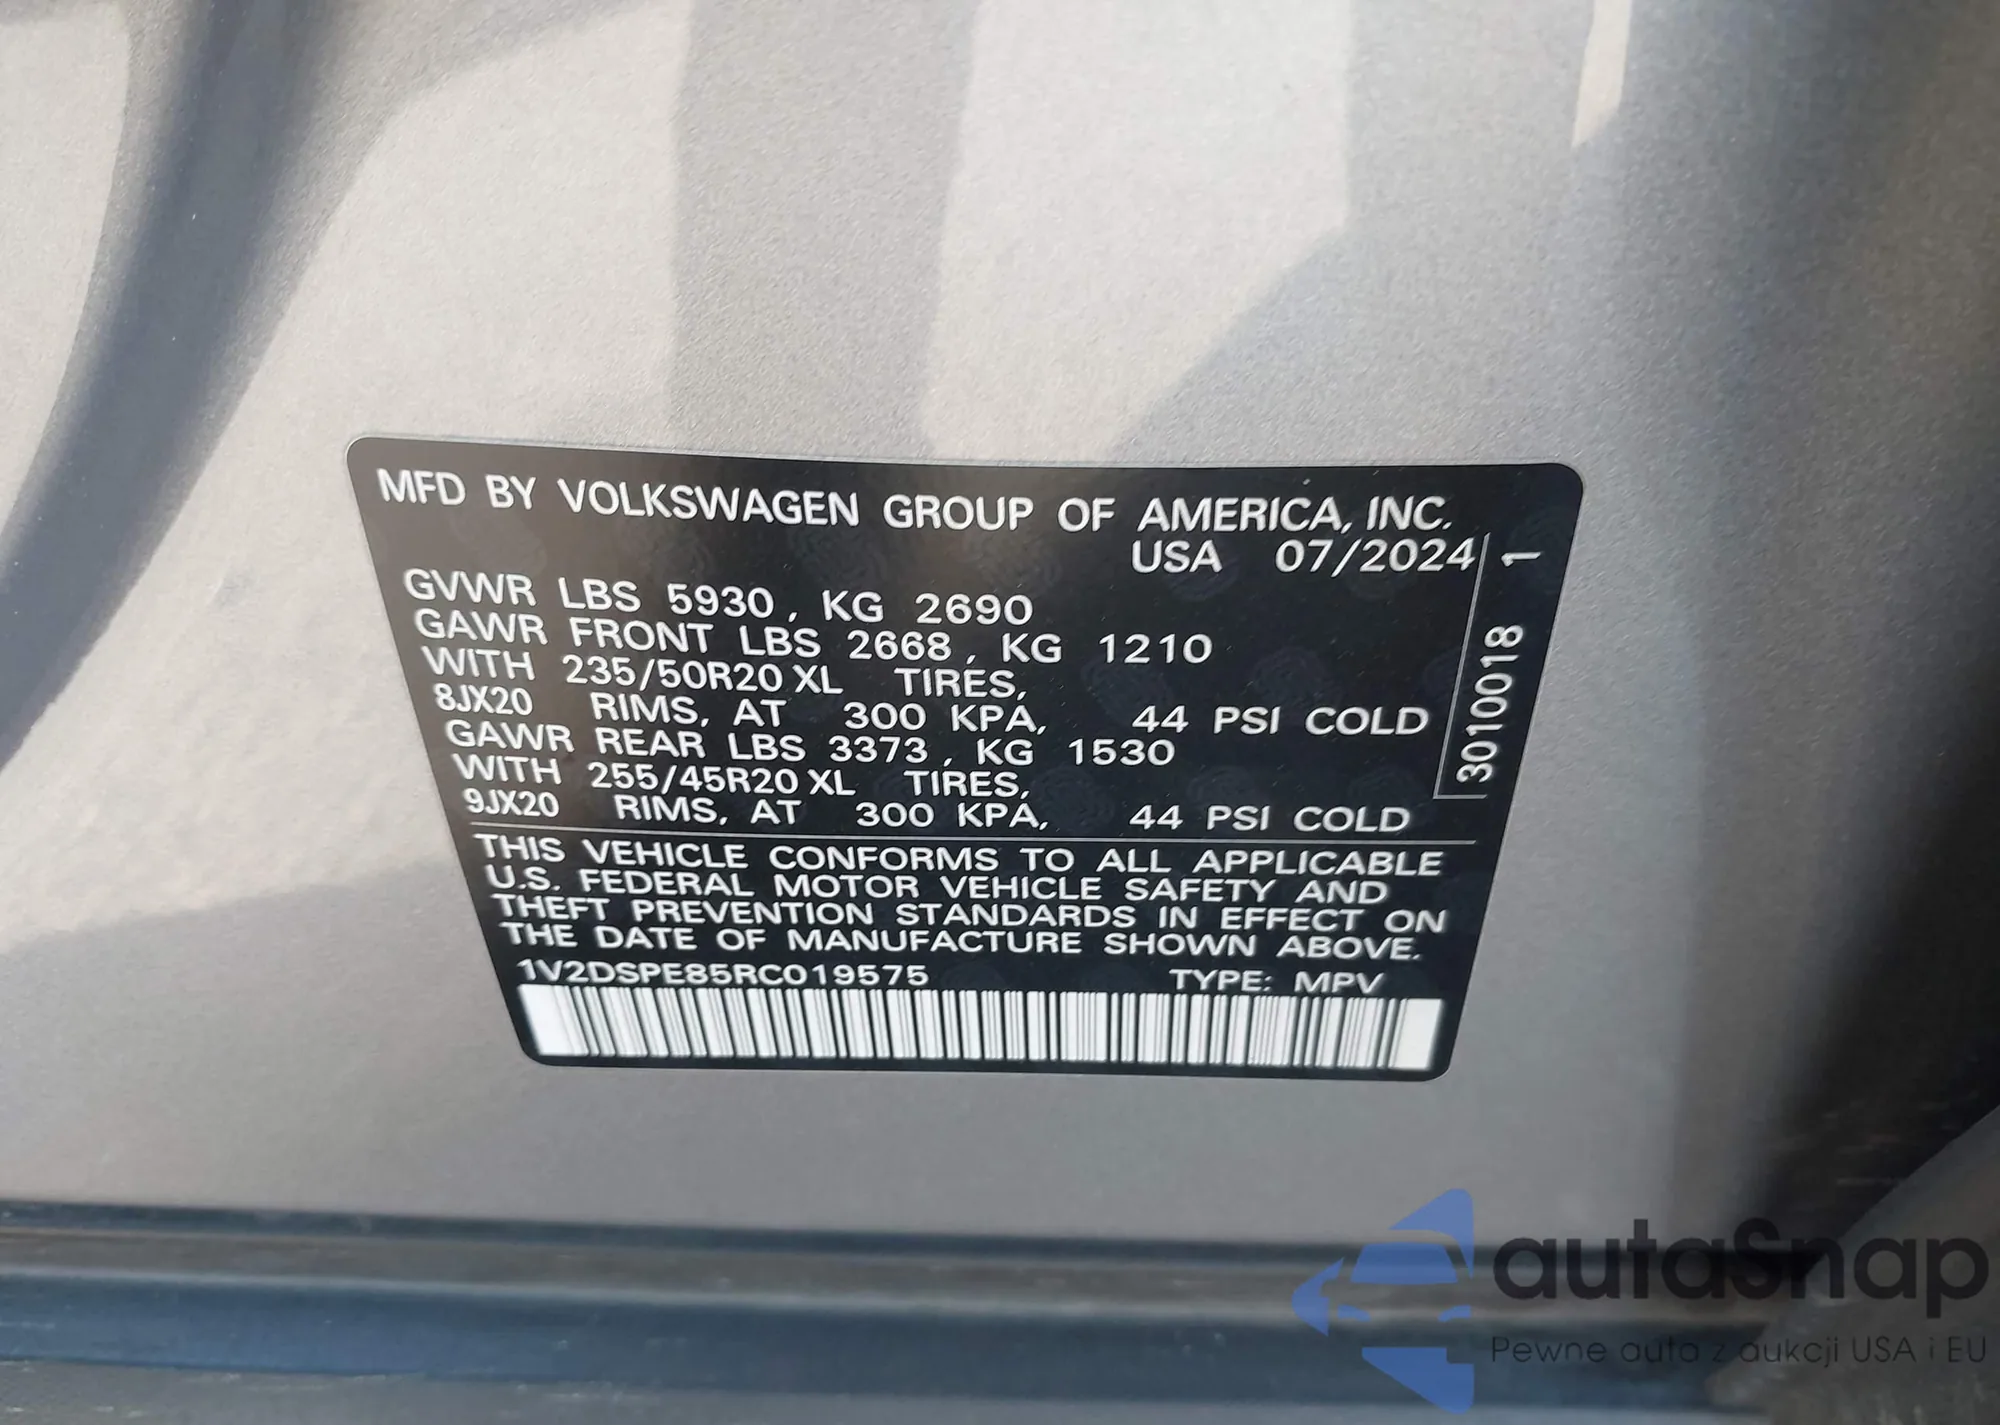 MFD BY VOLKSWAGEN GROUP OF AMERICA, INC.
USA 07/2024
GVWR LBS 5930, KG 2690
GAWR FRONT LBS 2668, KG 1210
WITH 235/50R20 XL TIRES,
8JX20 RIMS, AT 300 KPA, 44 PSI COLD
GAWR REAR LBS 3373, KG 1530
WITH 255/45R20 XL TIRES,
9JX20 RIMS, AT 300 KPA, 44 PSI COLD
3010018 1
THIS VEHICLE CONFORMS TO ALL APPLICABLE
U.S. FEDERAL MOTOR VEHICLE SAFETY AND
THEFT PREVENTION STANDARDS IN EFFECT ON
THE DATE OF MANUFACTURE SHOWN ABOVE.
1V2DSPE85RC019575 TYPE: MPV
autaSnap
Pewne auta z aukcji USA i EU